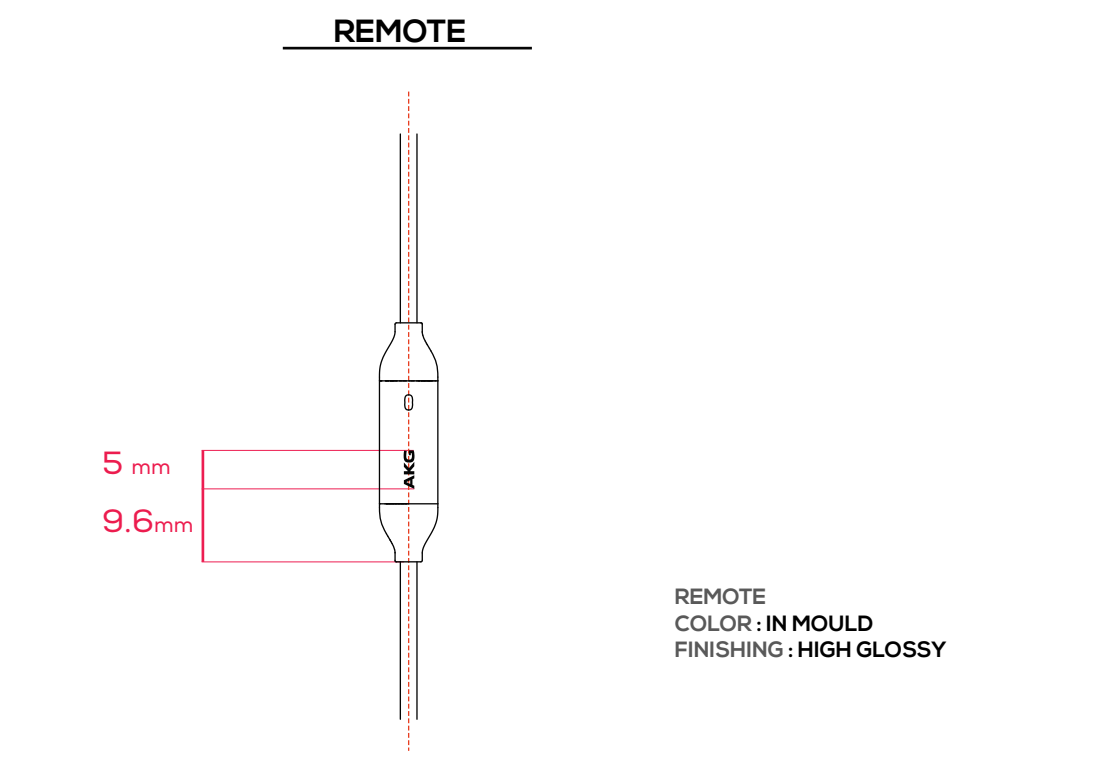 REMOTE
5 mm
AKG
9.6mm
REMOTE
COLOR : IN MOULD
FINISHING : HIGH GLOSSY